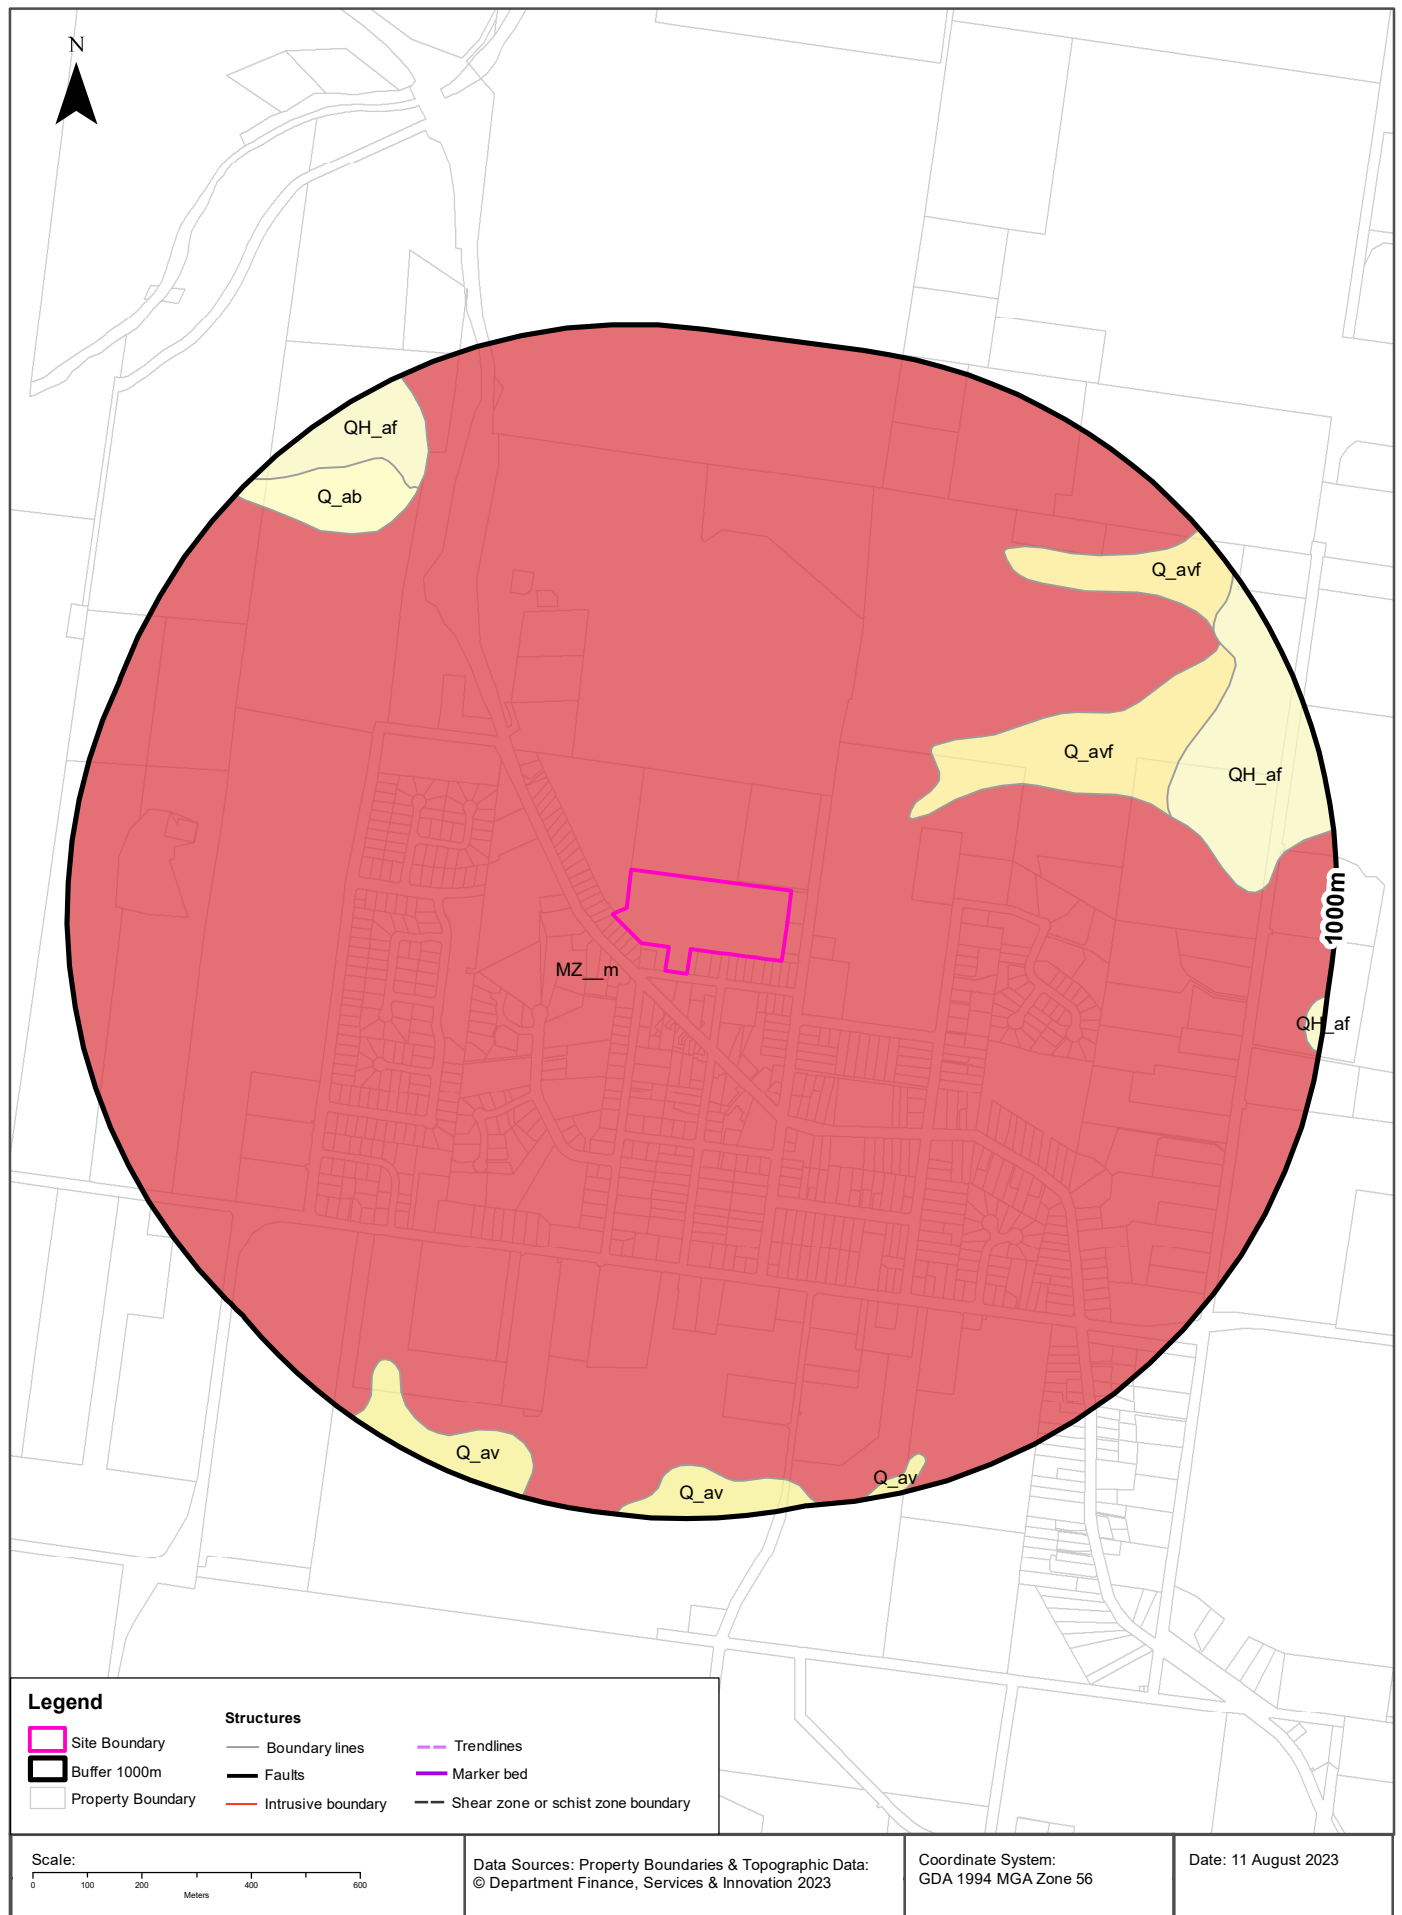 N
QH_af
Q_ab
Q_avf
Q_avf
QH_af
1000m
MZ__m
QH_af
Q_av
Q_av
Q_av
Legend
Site Boundary
Buffer 1000m
Property Boundary
Structures
Boundary lines
Faults
Intrusive boundary
Trendlines
Marker bed
Shear zone or schist zone boundary
Scale:
0 100 200 400 600
Meters
Data Sources: Property Boundaries & Topographic Data:
© Department Finance, Services & Innovation 2023
Coordinate System:
GDA 1994 MGA Zone 56
Date: 11 August 2023